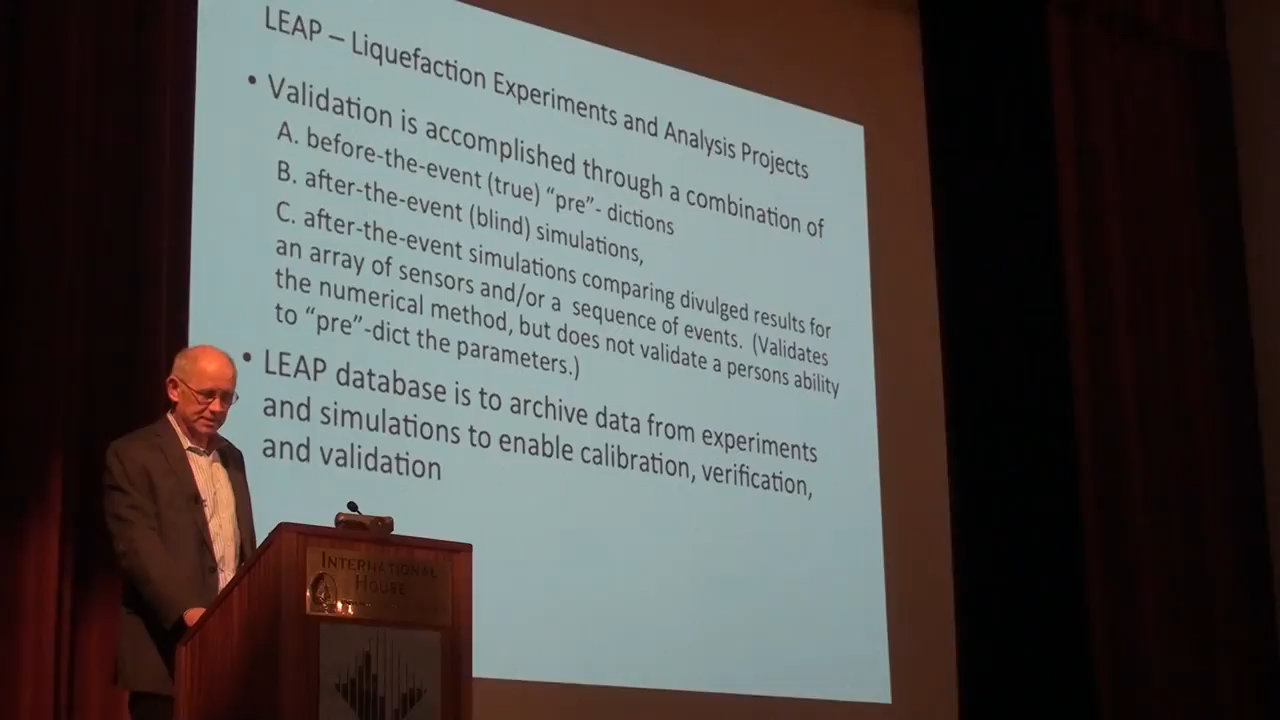 LEAP – Liquefaction Experiments and Analysis Projects
• Validation is accomplished through a combination of
A. before-the-event (true) “pre”- dictions
B. after-the-event (blind) simulations,
C. after-the-event simulations comparing divulged results for
an array of sensors and/or a sequence of events. (Validates
the numerical method, but does not validate a persons ability
to “pre”-dict the parameters.)
• LEAP database is to archive data from experiments
and simulations to enable calibration, verification,
and validation
INTERNATIONAL
HOUSE